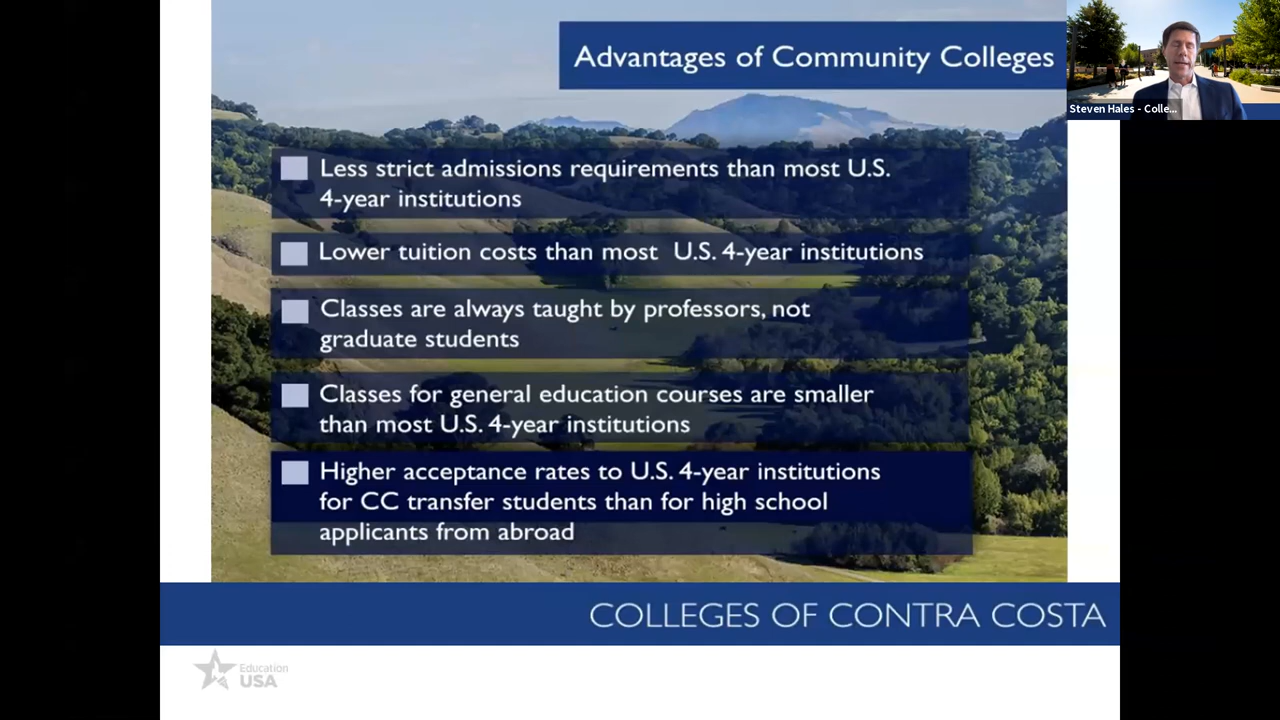 Advantages of Community Colleges
Steven Hales - Colle...
Less strict admissions requirements than most U.S.
4-year institutions
Lower tuition costs than most U.S. 4-year institutions
Classes are always taught by professors, not
graduate students
Classes for general education courses are smaller
than most U.S. 4-year institutions
Higher acceptance rates to U.S. 4-year institutions
for CC transfer students than for high school
applicants from abroad
COLLEGES OF CONTRA COSTA
Education
USA